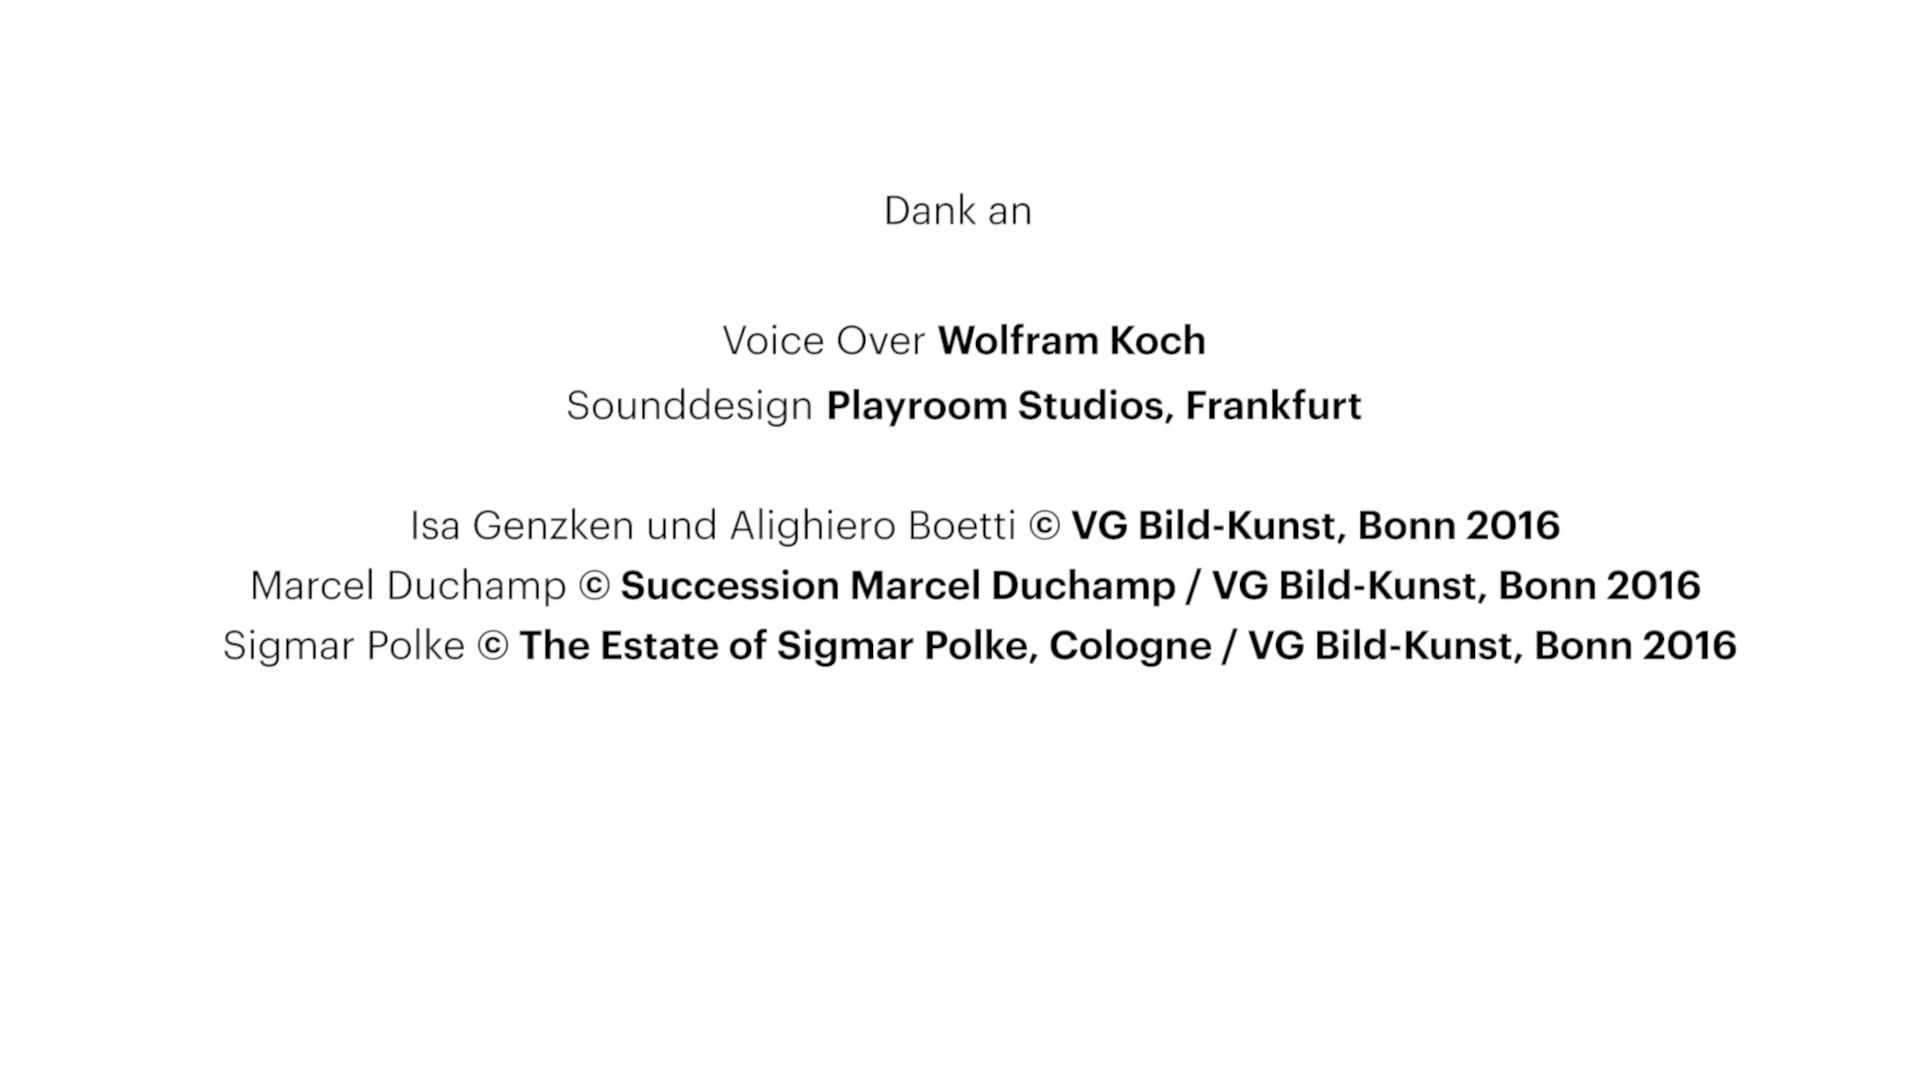 Dank an
Voice Over Wolfram Koch
Sounddesign Playroom Studios, Frankfurt
Isa Genzken und Alighiero Boetti © VG Bild-Kunst, Bonn 2016
Marcel Duchamp © Succession Marcel Duchamp / VG Bild-Kunst, Bonn 2016
Sigmar Polke © The Estate of Sigmar Polke, Cologne / VG Bild-Kunst, Bonn 2016